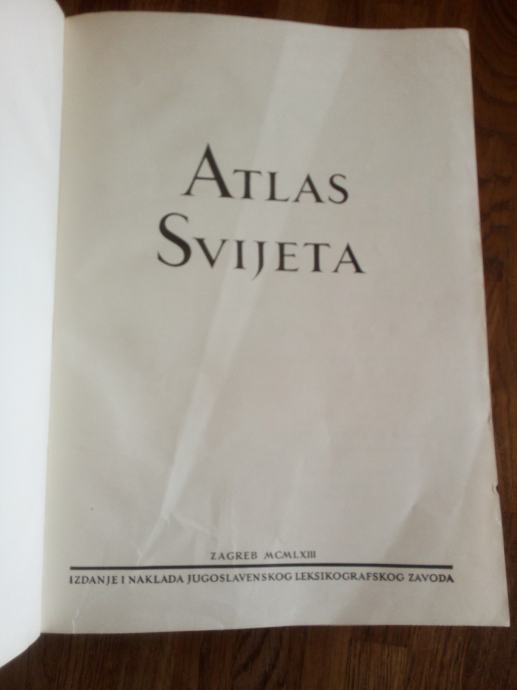 ATLAS
SVIJETA
ZAGREB MCMLXIII
IZDANJE I NAKLADA JUGOSLAVENSKOG LEKSIKOGRAFSKOG ZAVODA